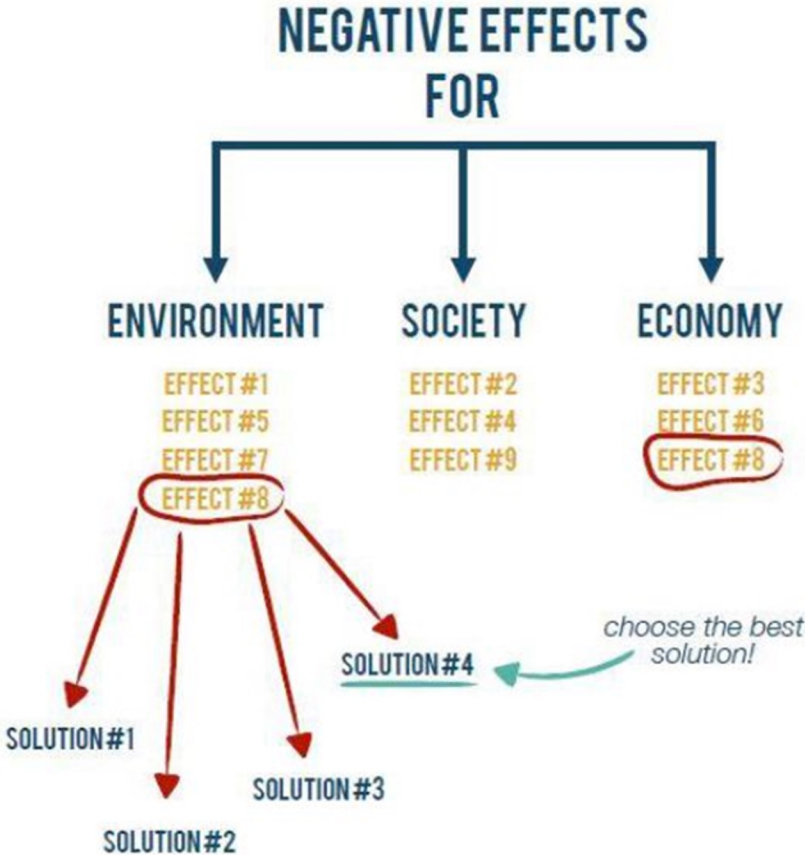 NEGATIVE EFFECTS
FOR
ENVIRONMENT
EFFECT #1
EFFECT #5
EFFECT #7
EFFECT #8
SOCIETY
EFFECT #2
EFFECT #4
EFFECT #9
ECONOMY
EFFECT #3
EFFECT #6
EFFECT #8
SOLUTION #1
SOLUTION #2
SOLUTION #3
SOLUTION #4
choose the best
solution!